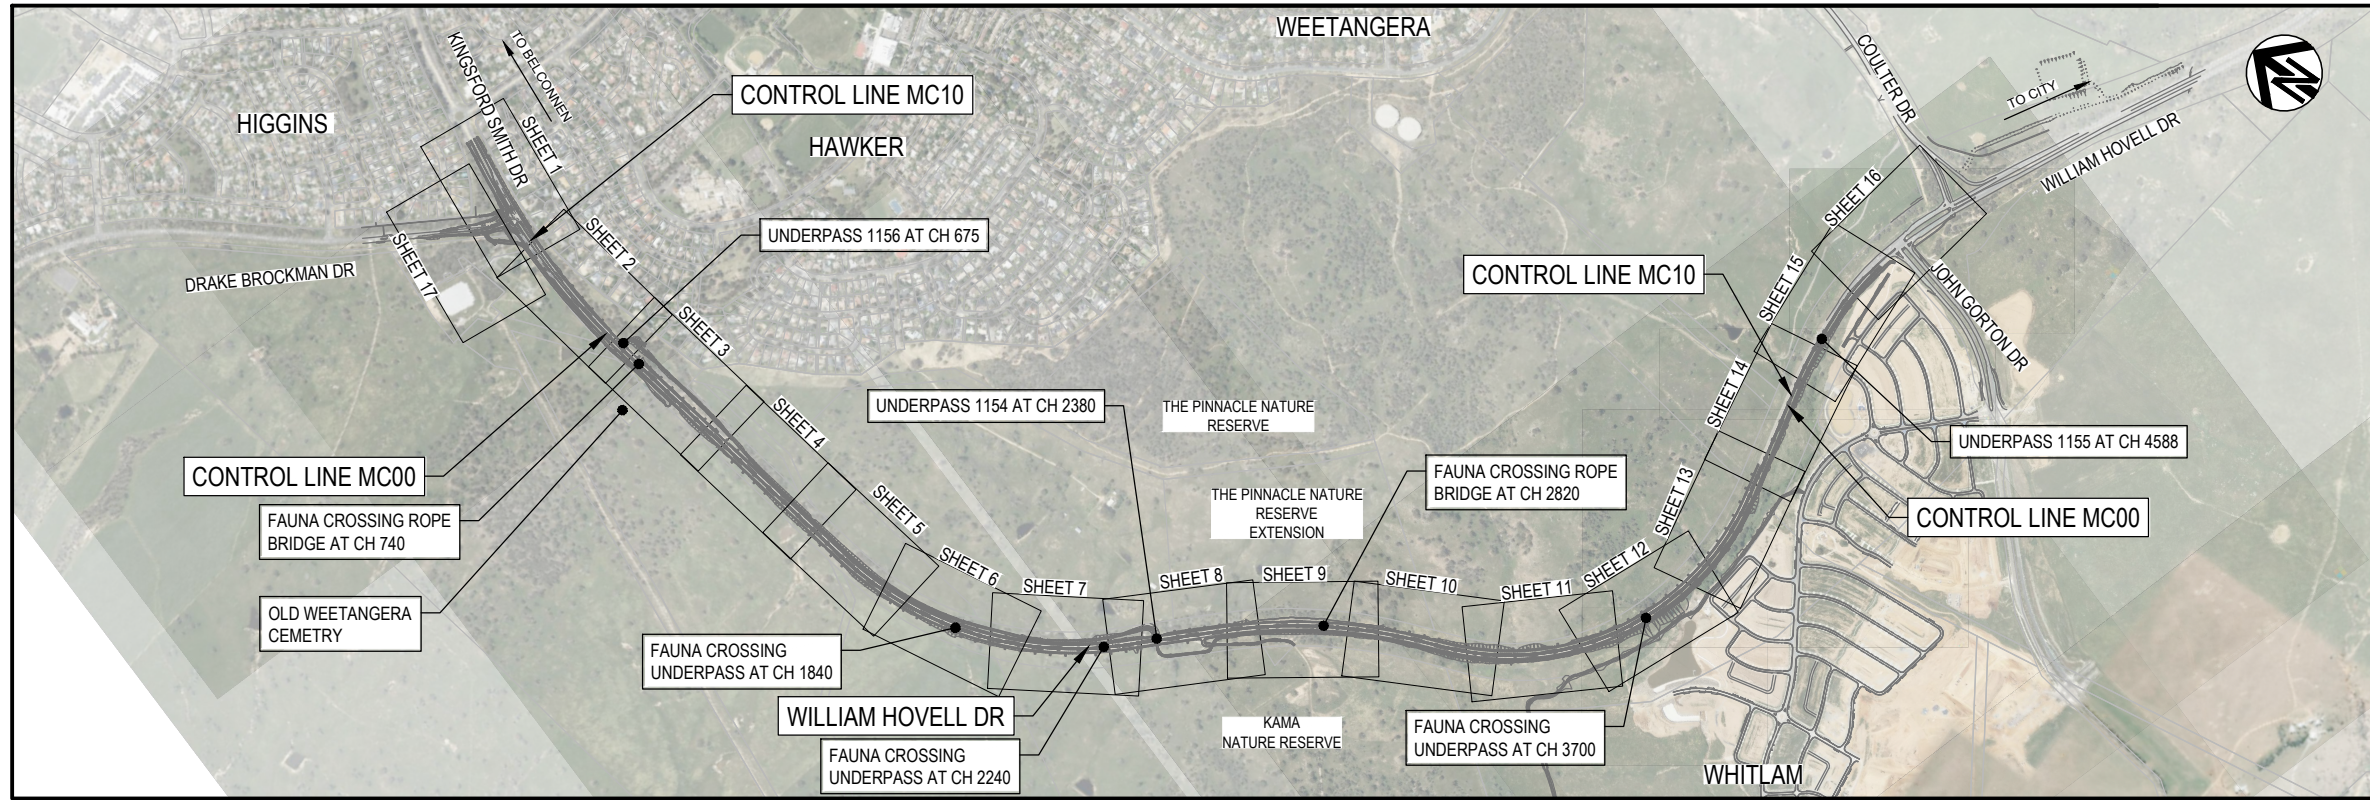 WEETANGERA
COULTER DR
TO CITY
WILLIAM HOVELL DR
N
KINGSFORD SMITH DR
TO BELCONNEN
CONTROL LINE MC10
HIGGINS
SHEET 1
HAWKER
SHEET 16
SHEET 17
SHEET 2
UNDERPASS 1156 AT CH 675
DRAKE BROCKMAN DR
CONTROL LINE MC10
SHEET 15
JOHN GORTON DR
SHEET 3
SHEET 4
UNDERPASS 1154 AT CH 2380
THE PINNACLE NATURE
RESERVE
SHEET 14
UNDERPASS 1155 AT CH 4588
CONTROL LINE MC00
FAUNA CROSSING ROPE
BRIDGE AT CH 740
SHEET 5
THE PINNACLE NATURE
RESERVE
EXTENSION
FAUNA CROSSING ROPE
BRIDGE AT CH 2820
SHEET 13
CONTROL LINE MC00
SHEET 6
SHEET 7
SHEET 8
SHEET 9
SHEET 10
SHEET 11
SHEET 12
OLD WEETANGERA
CEMETRY
FAUNA CROSSING
UNDERPASS AT CH 1840
WILLIAM HOVELL DR
FAUNA CROSSING
UNDERPASS AT CH 2240
KAMA
NATURE RESERVE
FAUNA CROSSING
UNDERPASS AT CH 3700
WHITLAM